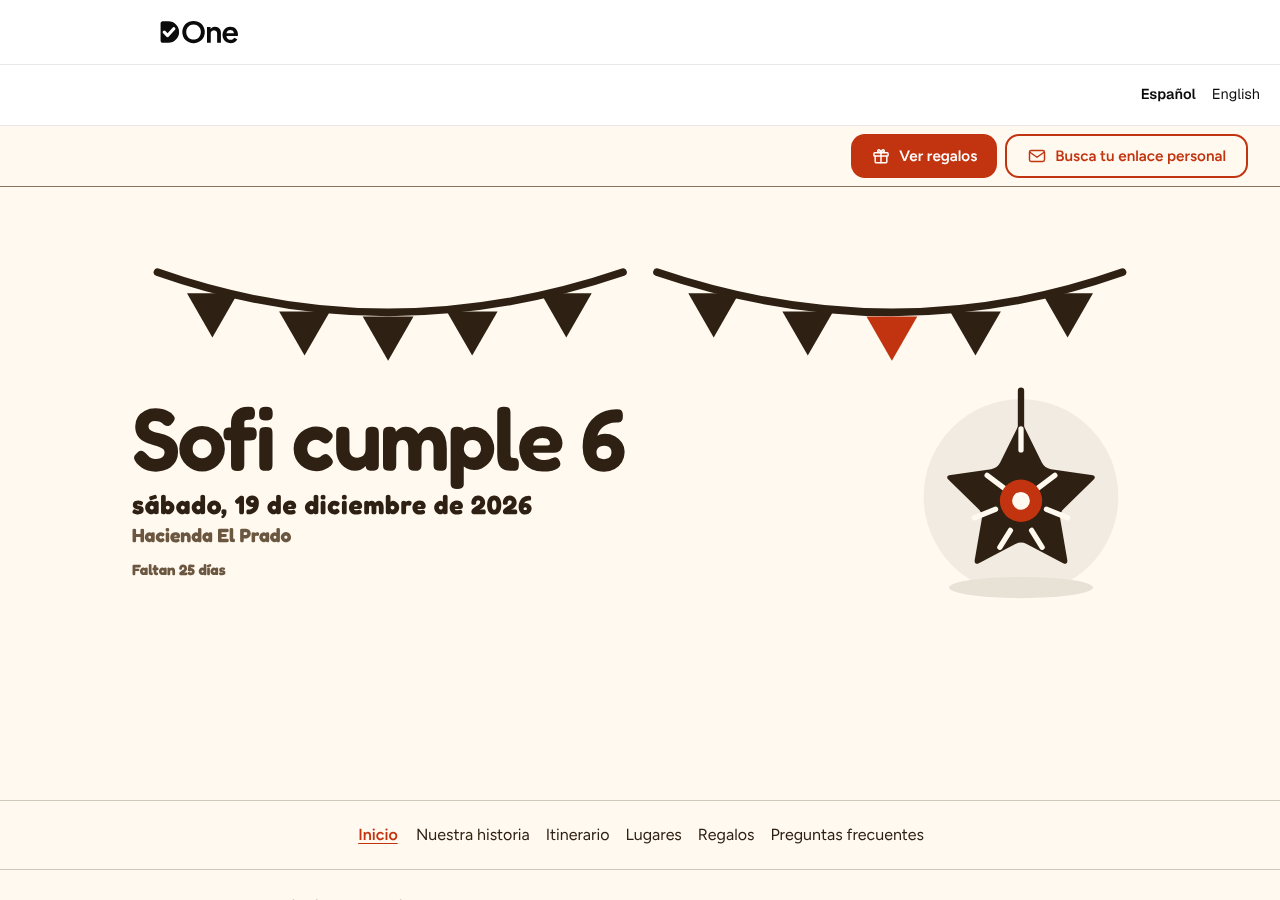 One
Español English
Ver regalos Busca tu enlace personal
Sofi cumple 6
sábado, 19 de diciembre de 2026
Hacienda El Prado
Faltan 25 días
Inicio Nuestra historia Itinerario Lugares Regalos Preguntas frecuentes